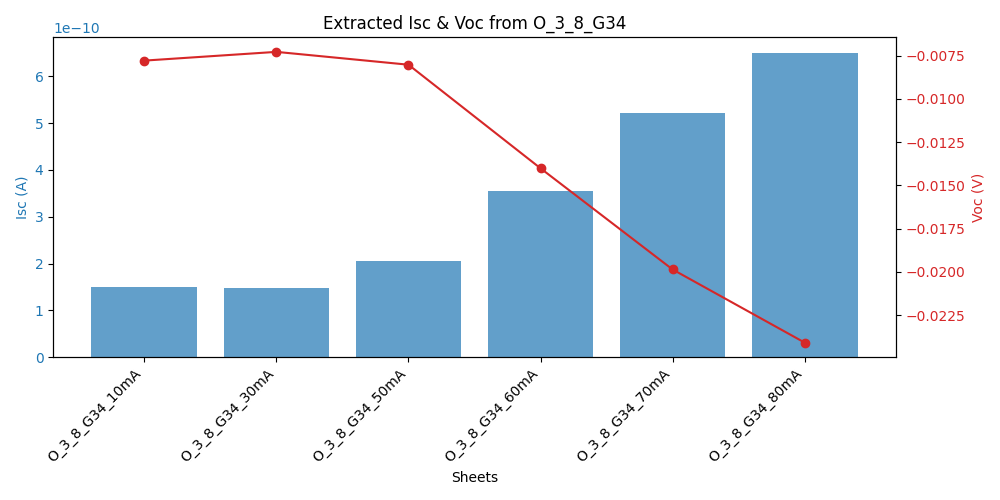 Extracted Isc & Voc from O_3_8_G34
1e−10
6
5
4
3
2
1
0
Isc (A)
−0.0075
−0.0100
−0.0125
−0.0150
−0.0175
−0.0200
−0.0225
Voc (V)
O_3_8_G34_10mA
O_3_8_G34_30mA
O_3_8_G34_50mA
O_3_8_G34_60mA
O_3_8_G34_70mA
O_3_8_G34_80mA
Sheets